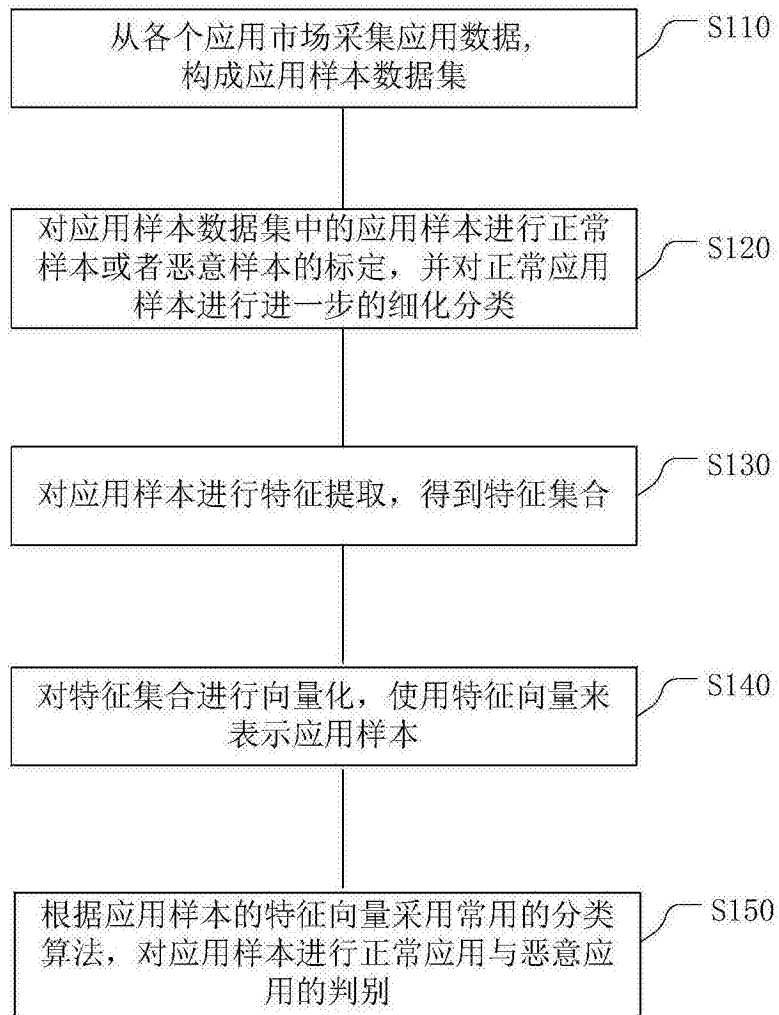 从各个应用市场采集应用数据,
构成应用样本数据集
S110
对应用样本数据集中的应用样本进行正常
样本或者恶意样本的标定，并对正常应用
样本进行进一步的细化分类
S120
对应用样本进行特征提取，得到特征集合
S130
对特征集合进行向量化，使用特征向量来
表示应用样本
S140
根据应用样本的特征向量采用常用的分类
算法，对应用样本进行正常应用与恶意应
用的判别
S150